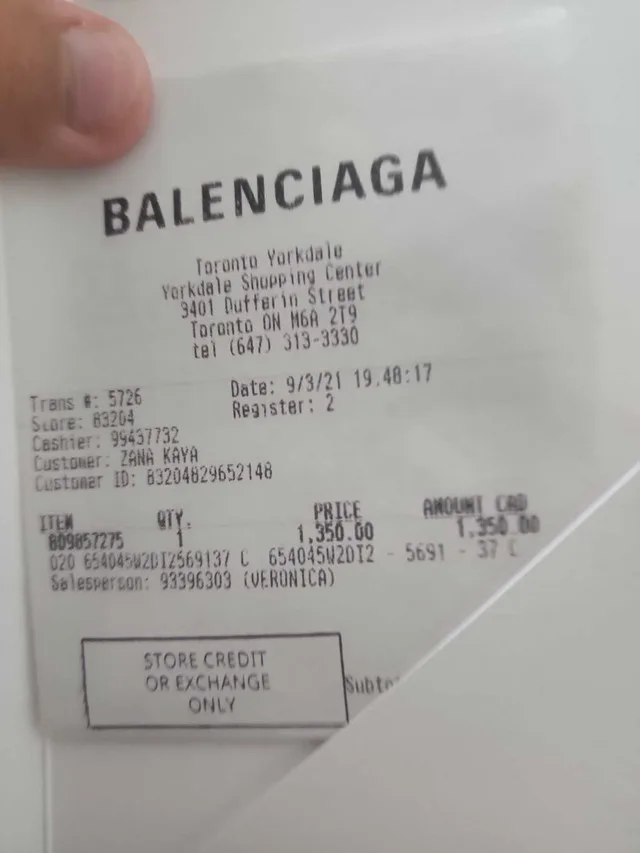 BALENCIAGA
Toronto Yorkdale
Yorkdale Shopping Center
3401 Dufferin Street
Toronto ON M6A 2T9
tel (647) 313-3330
Trans #: 5726
Date: 9/3/21 19.48:17
Store: 83204
Register: 2
Cashier: 99437732
Customer: ZANA KAYA
Customer ID: 83204829652148
ITEM QTY. PRICE AMOUNT CAD
809857275 1 1,350.00 1,350.00
020 654045W2DI2569137 C 654045W2DI2 - 5691 - 37 C
Salesperson: 93396303 (VERONICA)
STORE CREDIT
OR EXCHANGE
ONLY
Subto